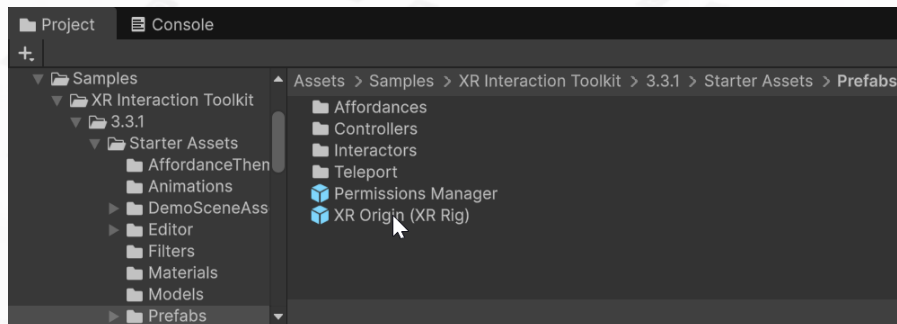 Project
Console
Samples
XR Interaction Toolkit
3.3.1
Starter Assets
Animations
Editor
Filters
Materials
Models
Prefabs
Assets > Samples > XR Interaction Toolkit > 3.3.1 > Starter Assets > Prefabs
Affordances
Controllers
Interactors
Teleport
Permissions Manager
XR Origin (XR Rig)